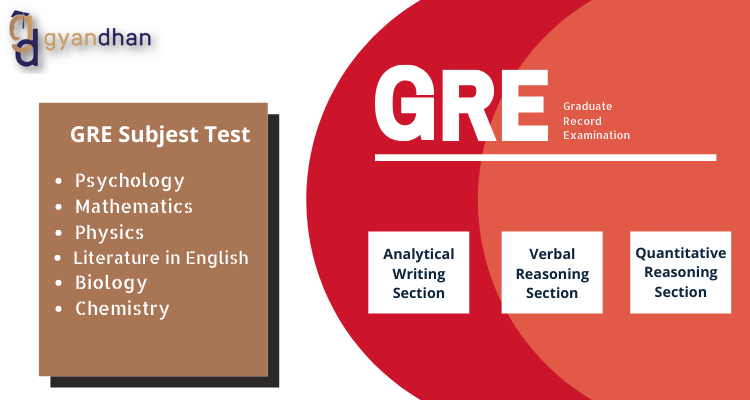 gd gyandhan
GRE Subjest Test
• Psychology
• Mathematics
• Physics
• Literature in English
• Biology
• Chemistry
GRE
Graduate
Record
Examination
Analytical
Writing
Section
Verbal
Reasoning
Section
Quantitative
Reasoning
Section